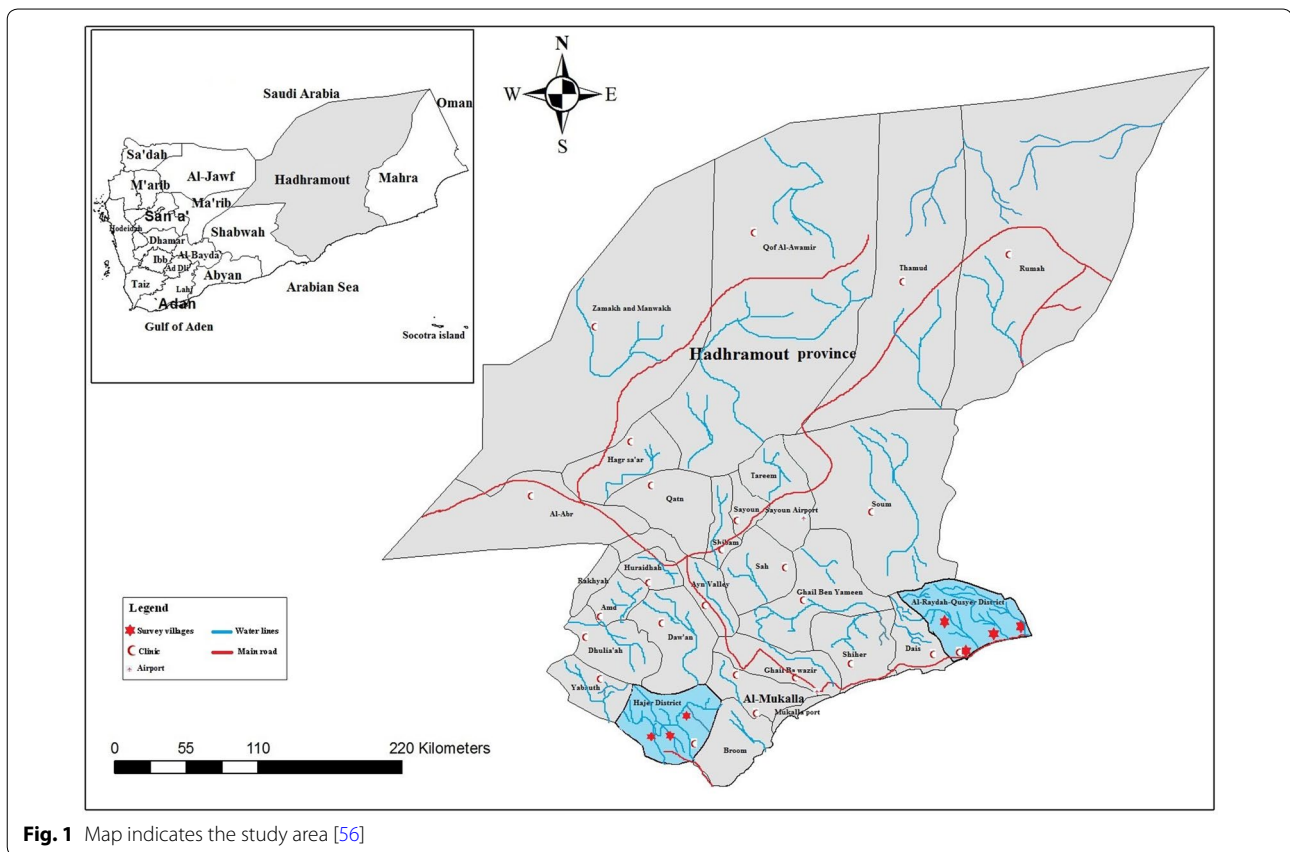 Saudi Arabia
Oman
Sa'dah
Al-Jawf
M'arib
Hadhramout
Mahra
Ma'rib
San'a'
Hodeidah
Shabwah
Dhamar
Ibb
Al-Bayda'
Ad Dli
Abyan
Taiz
Lah
Arabian Sea
'Adan
Gulf of Aden
Socotra island
N
W
E
S
Qof Al-Awamir
Rumah
Thamud
Zamakh and Manwakh
Hadhramout province
Hagr sa'ar
Tareem
Qatn
Soum
Al-Abr
Sayoun
Sayoun Airport
Shibam
Huraidhah
Sah
Rakhyah
Ayn Valley
Ghail Ben Yameen
Al-Raydah-Qusyer District
Amd
Daw'an
Dhulia'ah
Shiher
Dais
Ghail Ba wazir
Yabouth
Hajer District
Al-Mukalla
Mukalla port
Broom
Legend
Survey villages
Water lines
Clinic
Main road
Airport
0 55 110 220 Kilometers
Fig. 1 Map indicates the study area [56]